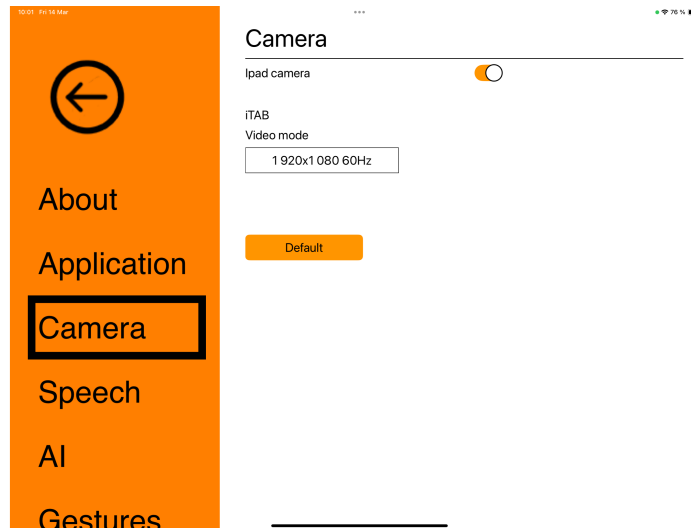 10:01 Fri 14 Mar
76 %
About
Application
Camera
Speech
AI
Gestures
Camera
Ipad camera
iTAB
Video mode
1 920x1 080 60Hz
Default